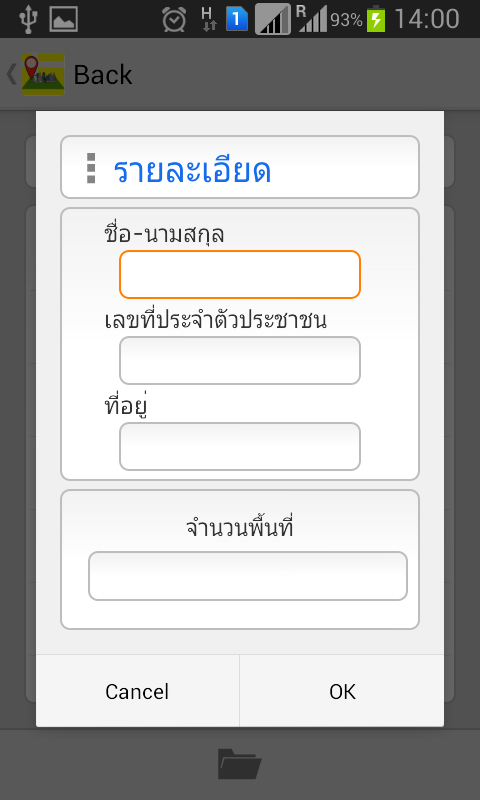 H 1 R 93% 14:00
Back
รายละเอียด
ชื่อ-นามสกุล
เลขที่ประจำตัวประชาชน
ที่อยู่
จำนวนพื้นที่
Cancel OK